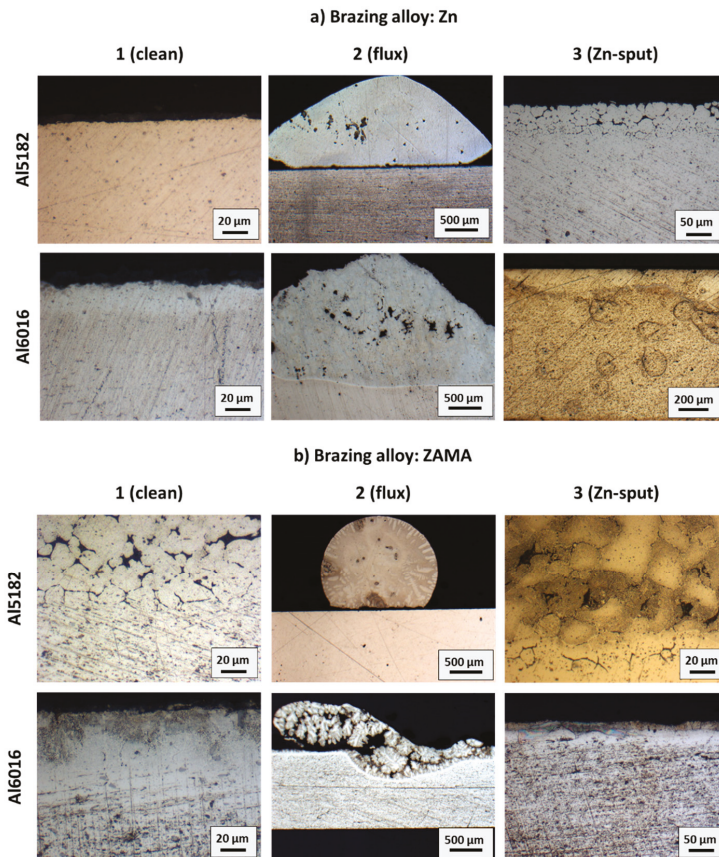 a) Brazing alloy: Zn
1 (clean) 2 (flux) 3 (Zn-sput)
Al5182
20 µm 500 µm 50 µm
Al6016
20 µm 500 µm 200 µm
b) Brazing alloy: ZAMA
1 (clean) 2 (flux) 3 (Zn-sput)
Al5182
20 µm 500 µm 20 µm
Al6016
20 µm 500 µm 50 µm